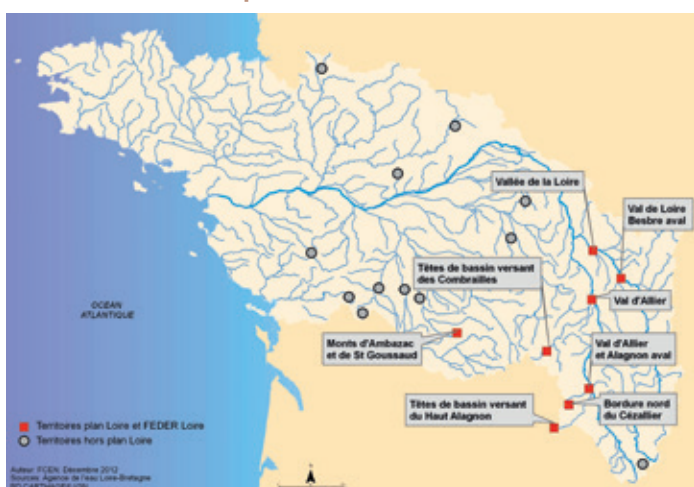 Vallée de la Loire
Val de Loire
Besbre aval
Têtes de bassin versant
des Combrailles
Val d'Allier
OCEAN
ATLANTIQUE
Monts d'Ambazac
et de St Goussaud
Val d'Allier
et Alagnon aval
Têtes de bassin versant
du Haut Alagnon
Bordure nord
du Cézallier
Territoires plan Loire et FEDER Loire
Territoires hors plan Loire
Auteur: FCEN, Décembre 2012
Sources: Agence de l'eau Loire-Bretagne